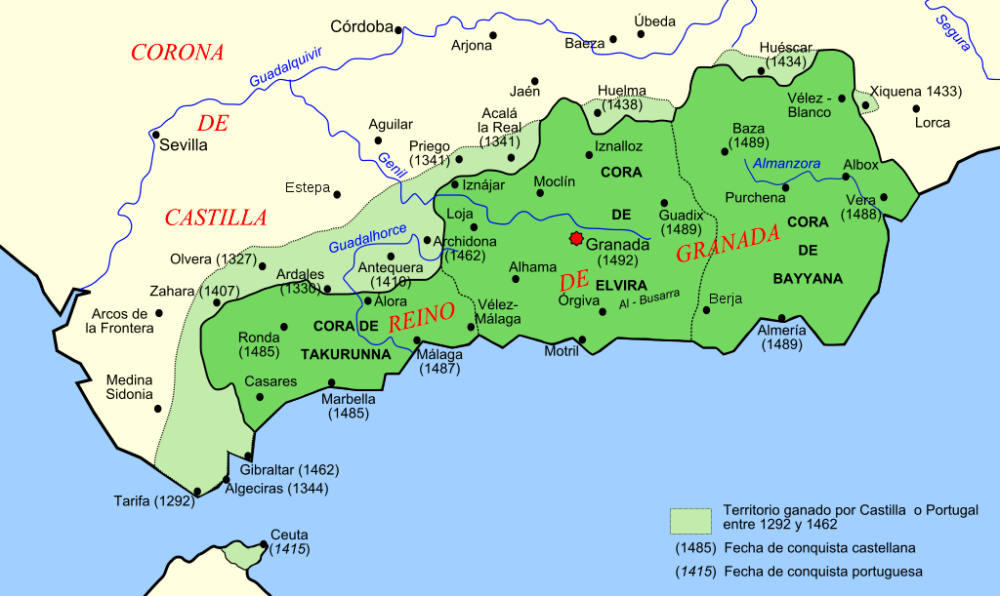 Córdoba
Arjona
Baeza
Úbeda
Segura
CORONA
Guadalquivir
Huéscar
(1434)
Jaén
Huelma
(1438)
Vélez -
Blanco
Xiquena 1433)
Lorca
DE
Sevilla
Aguilar
Acalá
la Real
(1341)
Priego
(1341)
Genil
Iznalloz
Baza
(1489)
Almanzora
Albox
CORA
Estepa
Iznájar
Moclín
Purchena
Vera
(1488)
CASTILLA
Loja
DE
Guadix
(1489)
CORA
Guadalhorce
Archidona
(1462)
Granada
(1492)
GRANADA
DE
Olvera (1327)
Antequera
(1410)
Ardales
(1330)
Alhama
DE
ELVIRA
BAYYANA
Zahara (1407)
Álora
Órgiva
Al - Busarra
Berja
Arcos de
la Frontera
CORA DE
REINO
Vélez-
Málaga
Ronda
(1485)
TAKURUNNA
Málaga
(1487)
Motril
Almería
(1489)
Medina
Sidonia
Casares
Marbella
(1485)
Gibraltar (1462)
Algeciras (1344)
Tarifa (1292)
Ceuta
(1415)
Territorio ganado por Castilla o Portugal
entre 1292 y 1462
(1485) Fecha de conquista castellana
(1415) Fecha de conquista portuguesa